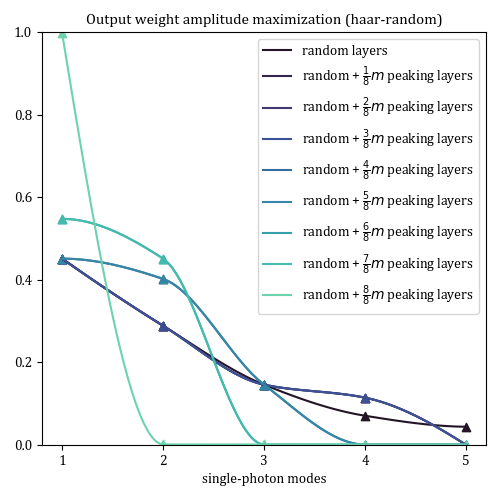 Output weight amplitude maximization (haar-random)
1.0
0.8
0.6
0.4
0.2
0.0
random layers
random + 1/8 m peaking layers
random + 2/8 m peaking layers
random + 3/8 m peaking layers
random + 4/8 m peaking layers
random + 5/8 m peaking layers
random + 6/8 m peaking layers
random + 7/8 m peaking layers
random + 8/8 m peaking layers
1 2 3 4 5
single-photon modes